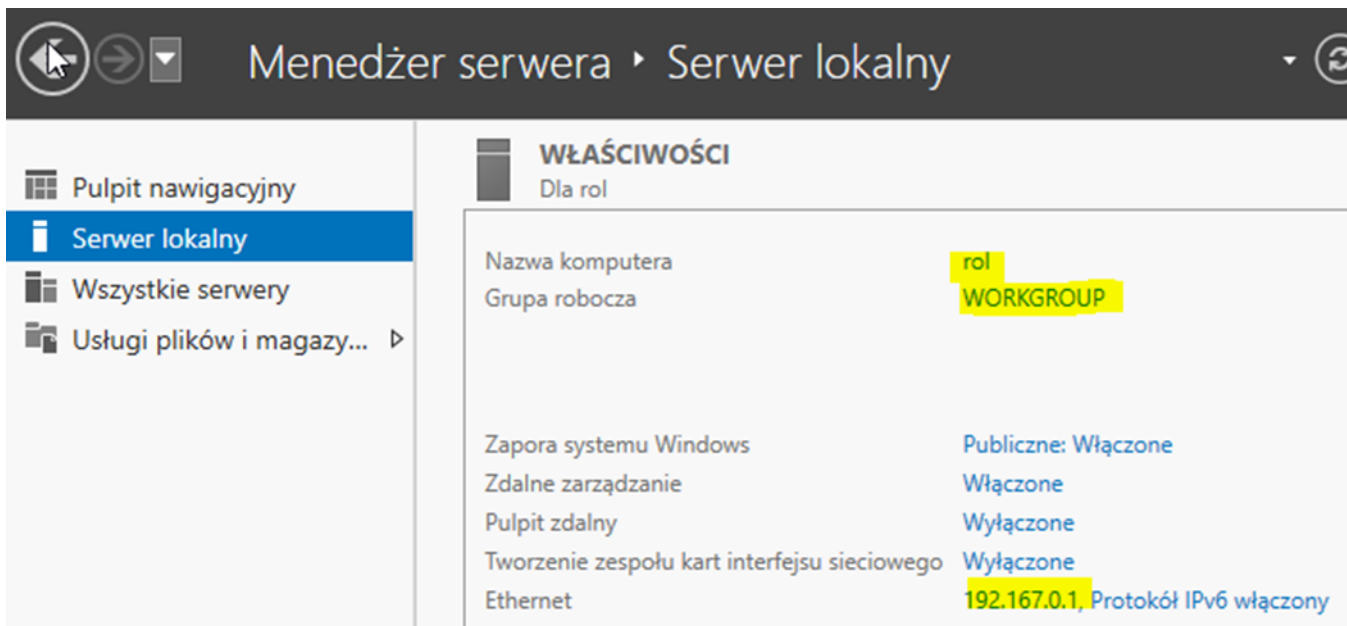 Menedżer serwera ‣ Serwer lokalny
Pulpit nawigacyjny
Serwer lokalny
Wszystkie serwery
Usługi plików i magazy...
WŁAŚCIWOŚCI
Dla rol
Nazwa komputera rol
Grupa robocza WORKGROUP
Zapora systemu Windows Publiczne: Włączone
Zdalne zarządzanie Włączone
Pulpit zdalny Wyłączone
Tworzenie zespołu kart interfejsu sieciowego Wyłączone
Ethernet 192.167.0.1, Protokół IPv6 włączony